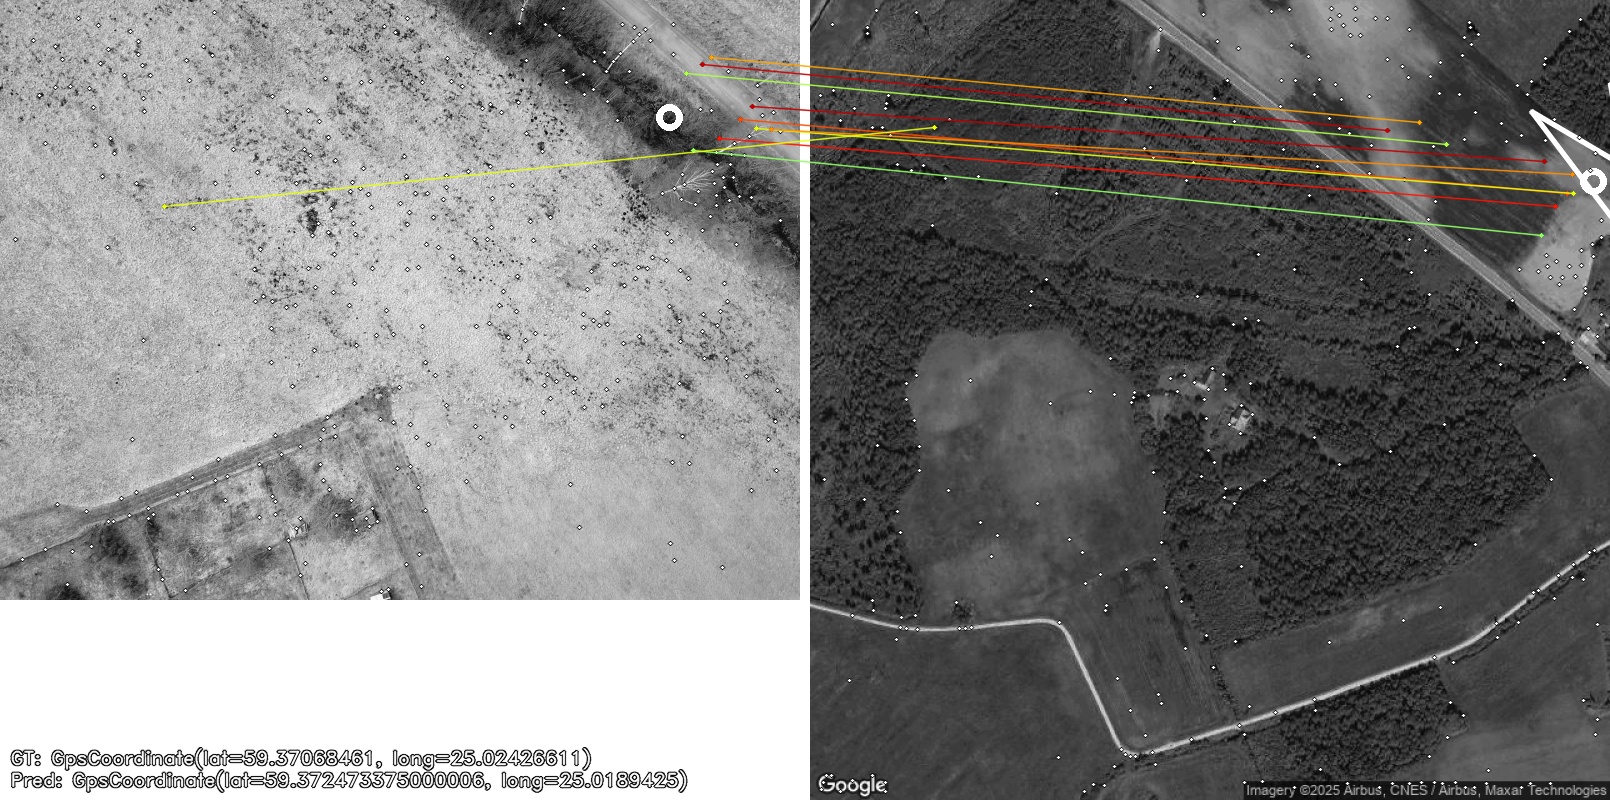 GT: GpsCoordinate(lat=59.37068461, long=25.02426611)
Pred: GpsCoordinate(lat=59.372473375000006, long=25.0189425)
Google
Imagery ©2025 Airbus, CNES / Airbus, Maxar Technologies